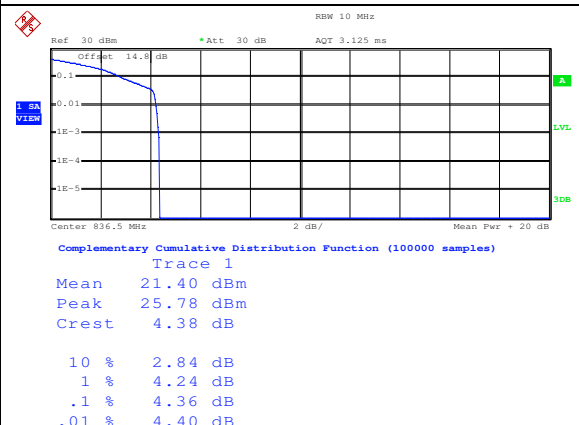 RBW 10 MHz
Ref 30 dBm *Att 30 dB AQT 3.125 ms
Offset 14.8 dB
0.1
0.01
1E-3
1E-4
1E-5
R S
A
1 SA
VIEW
LVL
3DB
Center 836.5 MHz 2 dB/ Mean Pwr + 20 dB
Complementary Cumulative Distribution Function (100000 samples)
Trace 1
Mean 21.40 dBm
Peak 25.78 dBm
Crest 4.38 dB
10 % 2.84 dB
1 % 4.24 dB
.1 % 4.36 dB
.01 % 4.40 dB